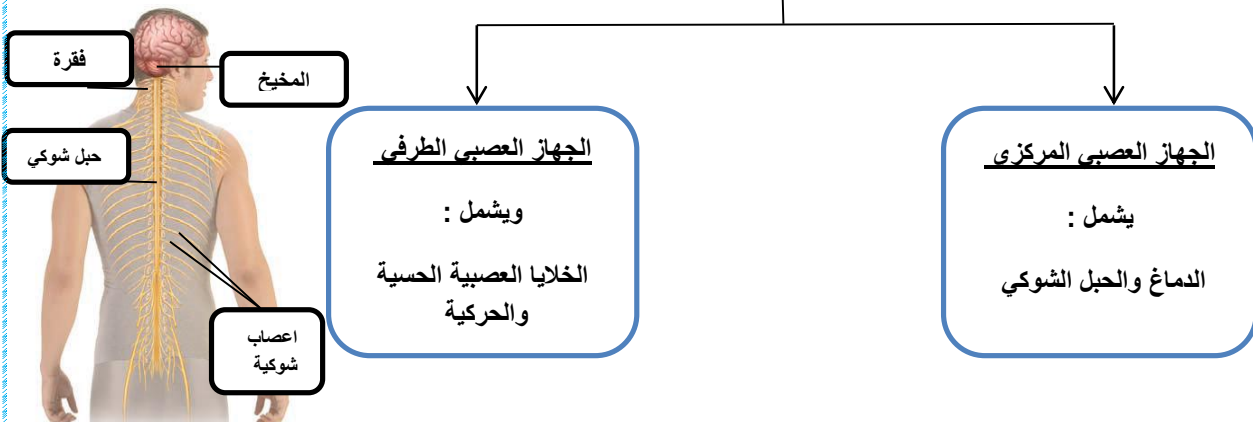 الجهاز العصبي المركزي
يشمل :
الدماغ والحبل الشوكي
الجهاز العصبي الطرفي
ويشمل :
الخلايا العصبية الحسية
والحركية
فقرة
المخيخ
حبل شوكي
اعصاب
شوكية